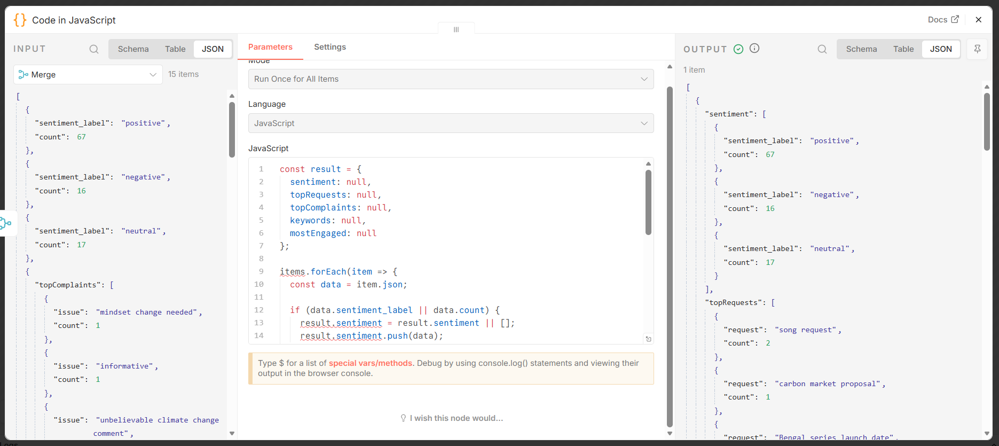 Code in JavaScript
Docs
INPUT
Schema
Table
JSON
Merge
15 items
[
{
"sentiment_label": "positive",
"count": 67
},
{
"sentiment_label": "negative",
"count": 16
},
{
"sentiment_label": "neutral",
"count": 17
},
{
"topComplaints": [
{
"issue": "mindset change needed",
"count": 1
},
{
"issue": "informative",
"count": 1
},
{
"issue": "unbelievable climate change
comment",
Parameters
Settings
Mode
Run Once for All Items
Language
JavaScript
JavaScript
1 const result = {
2 sentiment: null,
3 topRequests: null,
4 topComplaints: null,
5 keywords: null,
6 mostEngaged: null
7 };
8
9 items.forEach(item => {
10 const data = item.json;
11
12 if (data.sentiment_label || data.count) {
13 result.sentiment = result.sentiment || [];
14 result.sentiment.push(data);
Type $ for a list of special vars/methods. Debug by using console.log() statements and viewing their
output in the browser console.
I wish this node would...
OUTPUT
Schema
Table
JSON
1 item
[
{
"sentiment": [
{
"sentiment_label": "positive",
"count": 67
},
{
"sentiment_label": "negative",
"count": 16
},
{
"sentiment_label": "neutral",
"count": 17
}
],
"topRequests": [
{
"request": "song request",
"count": 2
},
{
"request": "carbon market proposal",
"count": 1
},
{
"request": "Bengal series launch date",
Logs